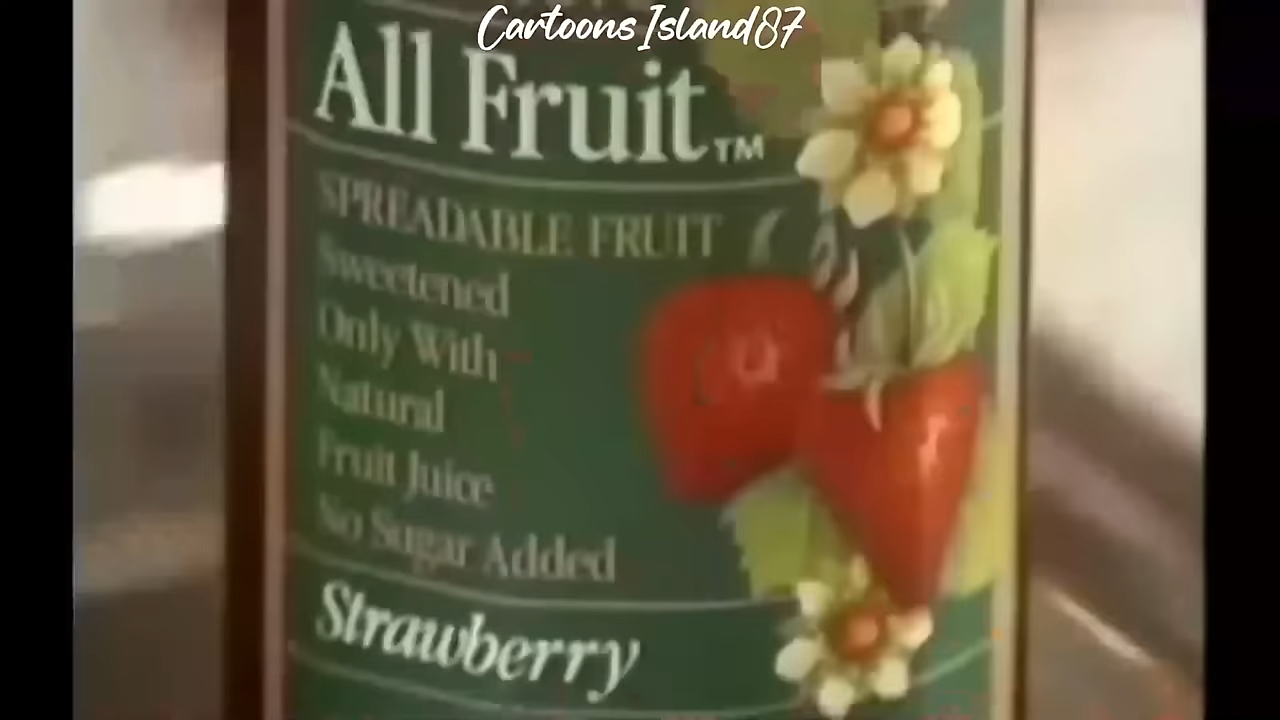 Cartoons Island87
All Fruit™
SPREADABLE FRUIT
Sweetened
Only With
Natural
Fruit Juice
No Sugar Added
Strawberry